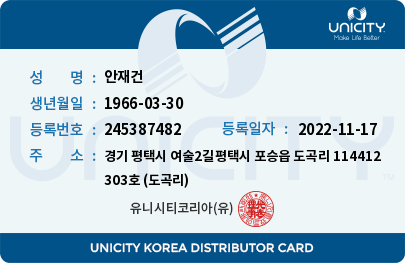 UNICITY
Make Life Better
성 명 : 안재건
생년월일 : 1966-03-30
등록번호 : 245387482 등록일자 : 2022-11-17
주 소 : 경기 평택시 여술2길평택시 포승읍 도곡리 114412
303호 (도곡리)
유니시티코리아(유)
UNICITY
UNICITY KOREA DISTRIBUTOR CARD